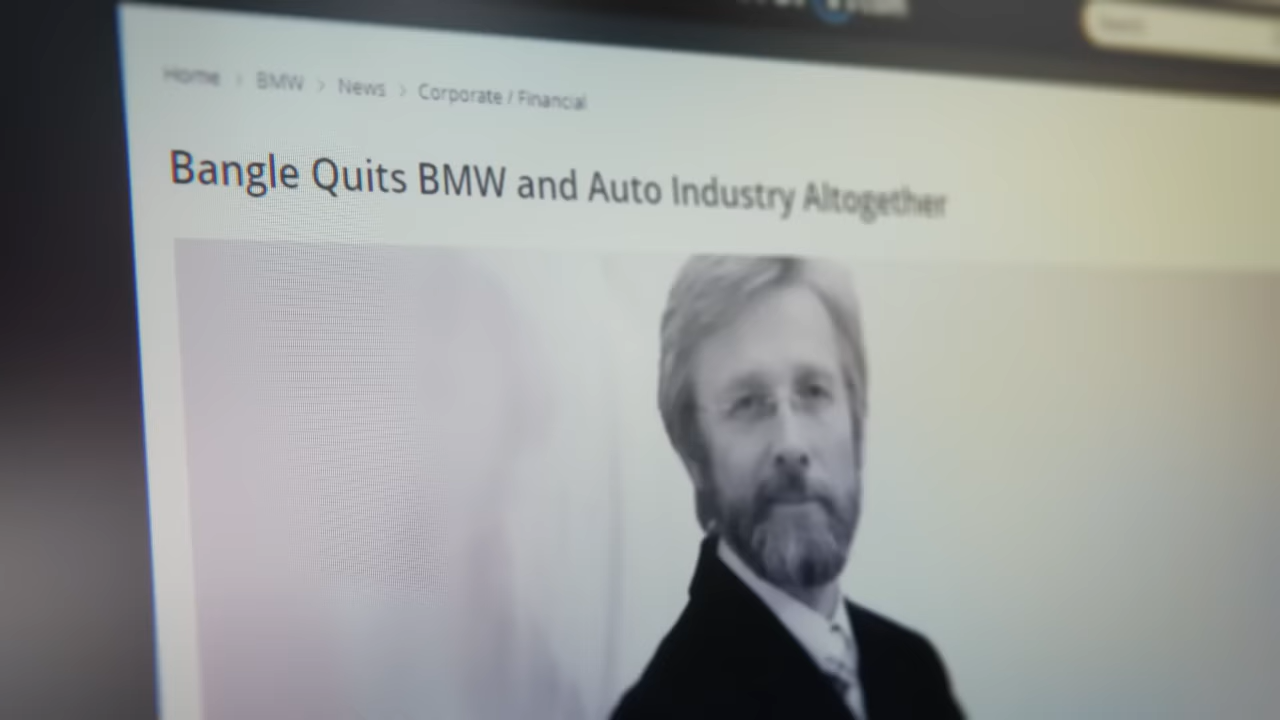 Home > BMW > News > Corporate / Financial
Bangle Quits BMW and Auto Industry Altogether